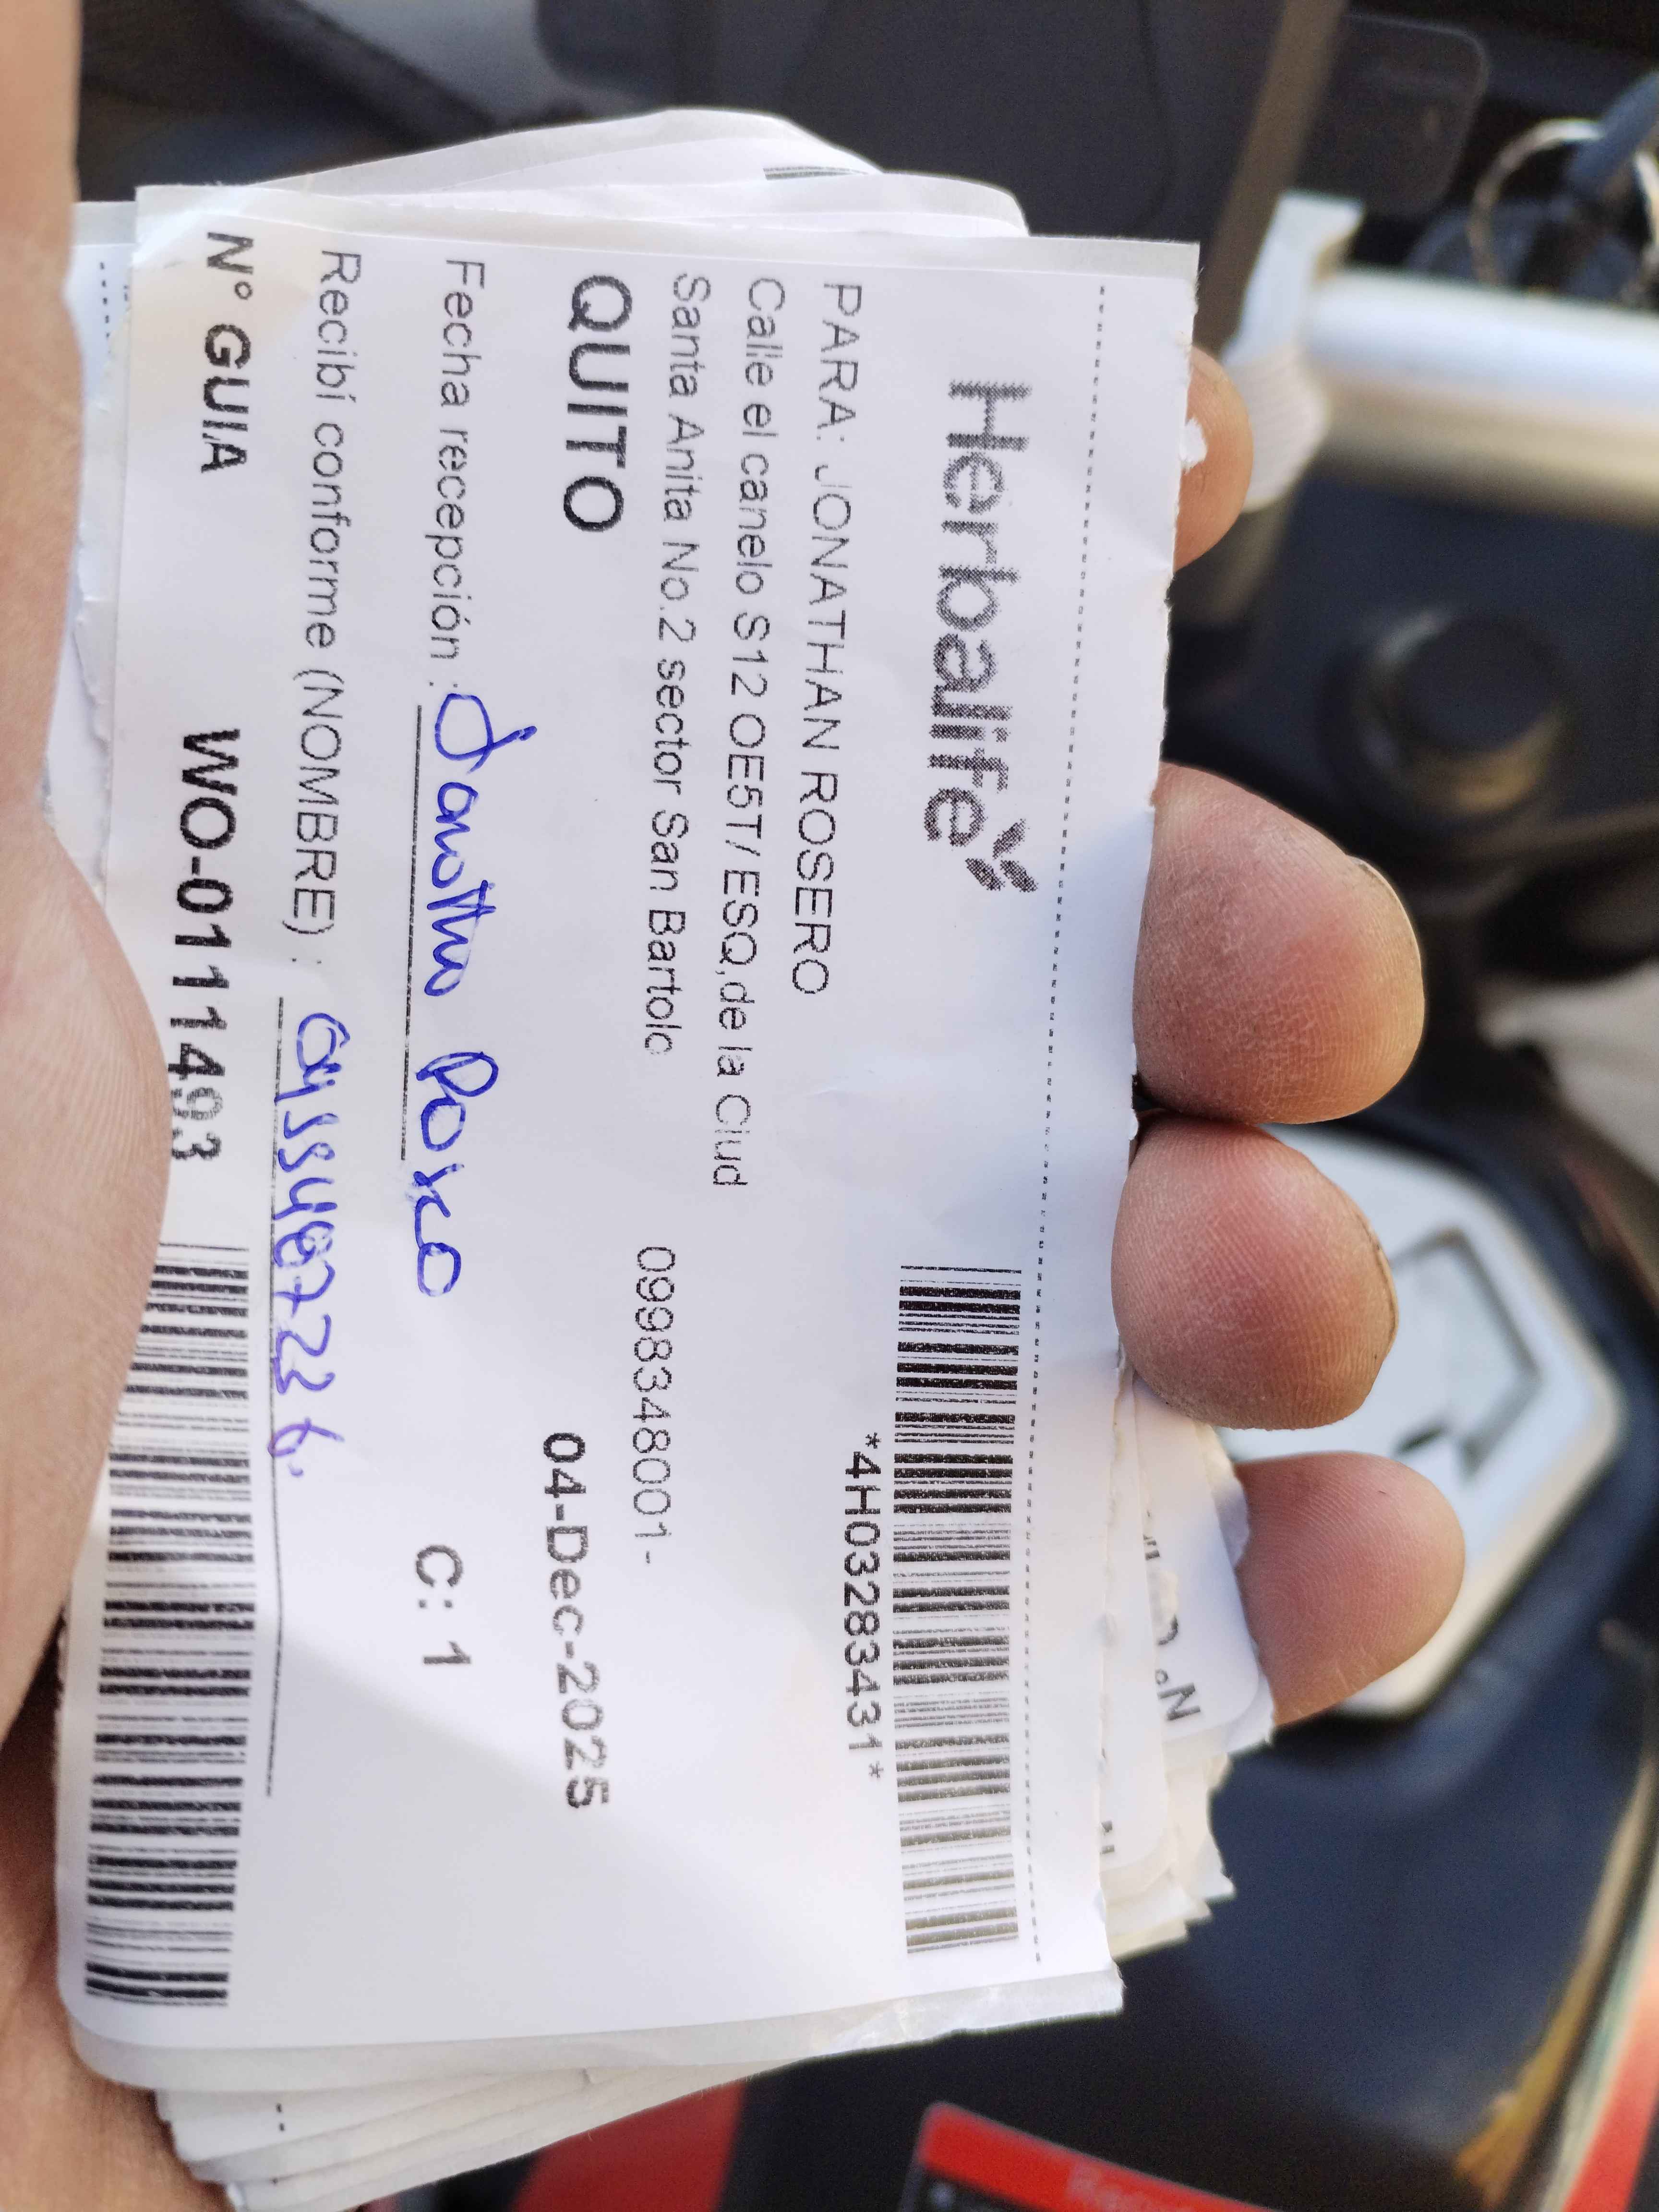 Herbalife
*4H03283431*
PARA: JONATHAN ROSERO
Calle el canelo S12 OE5T/ ESQ,de la Ciud
Santa Anita No.2 sector San Bartolo 0998348001 -
QUITO 04-Dec-2025
Fecha recepción : C: 1
Recibí conforme (NOMBRE) :
N° GUIA WO-0111493
N°